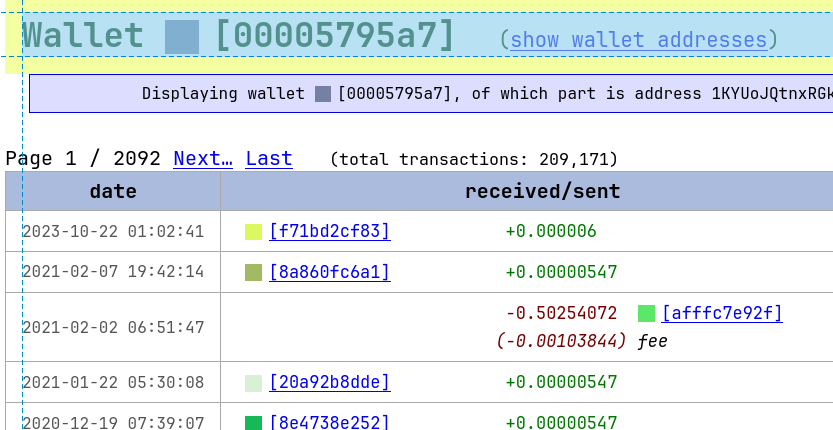 Wallet [00005795a7] (show wallet addresses)
Displaying wallet [00005795a7], of which part is address 1KYUoJQtnxRGk
Page 1 / 2092 Next… Last (total transactions: 209,171)
date received/sent
2023-10-22 01:02:41 [f71bd2cf83] +0.000006
2021-02-07 19:42:14 [8a860fc6a1] +0.00000547
2021-02-02 06:51:47 -0.50254072 [afffc7e92f]
(-0.00103844) fee
2021-01-22 05:30:08 [20a92b8dde] +0.00000547
2020-12-19 07:39:07 [8e4738e252] +0.00000547